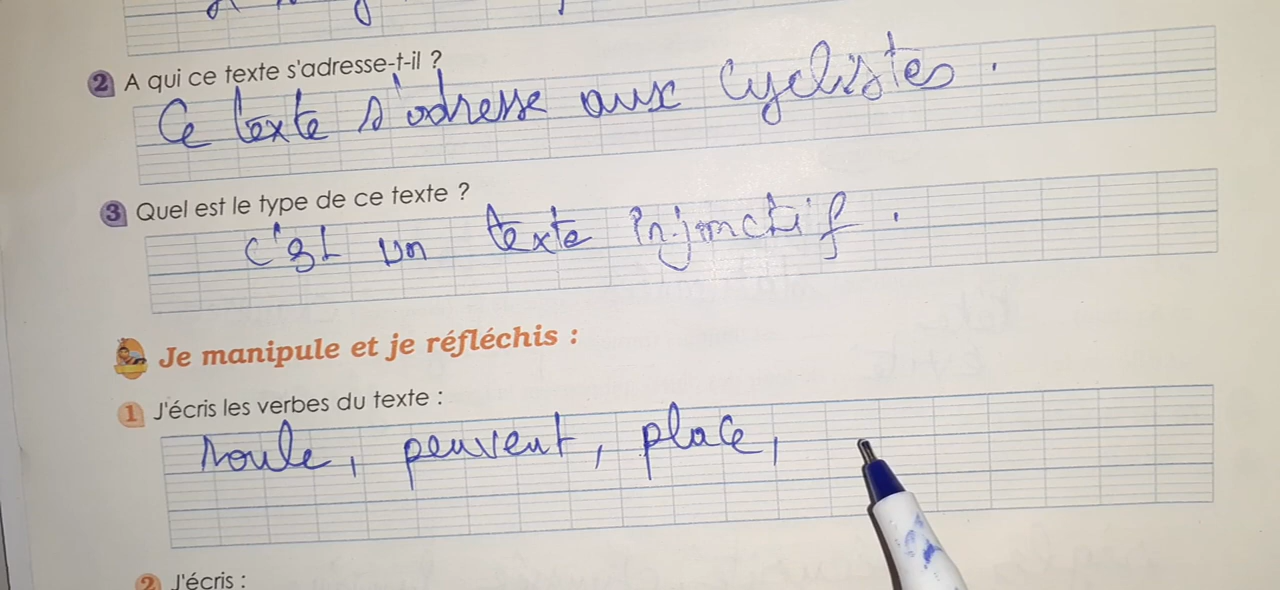 2 A qui ce texte s'adresse-t-il ?
Ce texte s'adresse aux cyclistes .
3 Quel est le type de ce texte ?
c'est un texte injonctif .
Je manipule et je réfléchis :
1 J'écris les verbes du texte :
roule, peuvent, place,
2 J'écris :